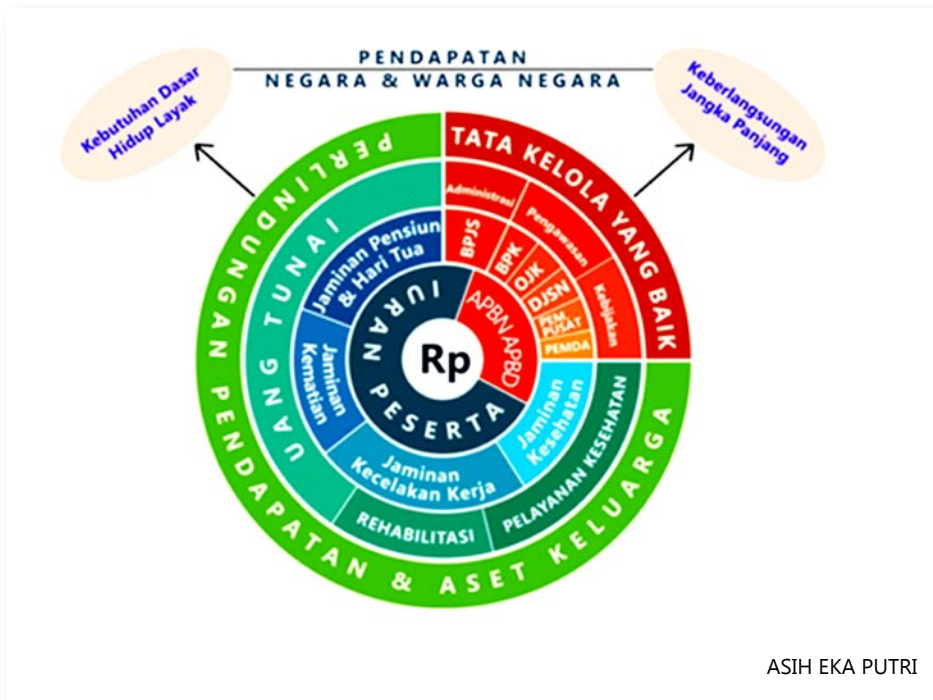 PENDAPATAN
NEGARA & WARGA NEGARA
Kebutuhan Dasar
Hidup Layak
Keberlangsungan
Jangka Panjang
PERLINDUNGAN PENDAPATAN & ASET KELUARGA
TATA KELOLA YANG BAIK
UANG TUNAI
Administrasi
Pengawasan
Kebijakan
Jaminan Pensiun
& Hari Tua
BPJS
BPK
OJK
DJSN
PEM
PUSAT
PEMDA
IURAN PESERTA
APBN APBD
Rp
Jaminan
Kematian
Jaminan
Kecelakan Kerja
Jaminan
Kesehatan
REHABILITASI
PELAYANAN KESEHATAN
ASIH EKA PUTRI